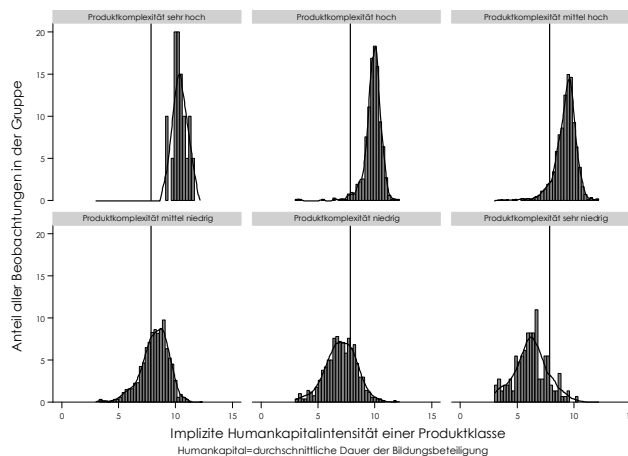 Produktkomplexität sehr hoch
Produktkomplexität hoch
Produktkomplexität mittel hoch
20
15
10
5
0
Produktkomplexität mittel niedrig
Produktkomplexität niedrig
Produktkomplexität sehr niedrig
20
15
10
5
0
0 5 10 15
0 5 10 15
0 5 10 15
Anteil aller Beobachtungen in der Gruppe
Implizite Humankapitalintensität einer Produktklasse
Humankapital=durchschnittliche Dauer der Bildungsbeteiligung